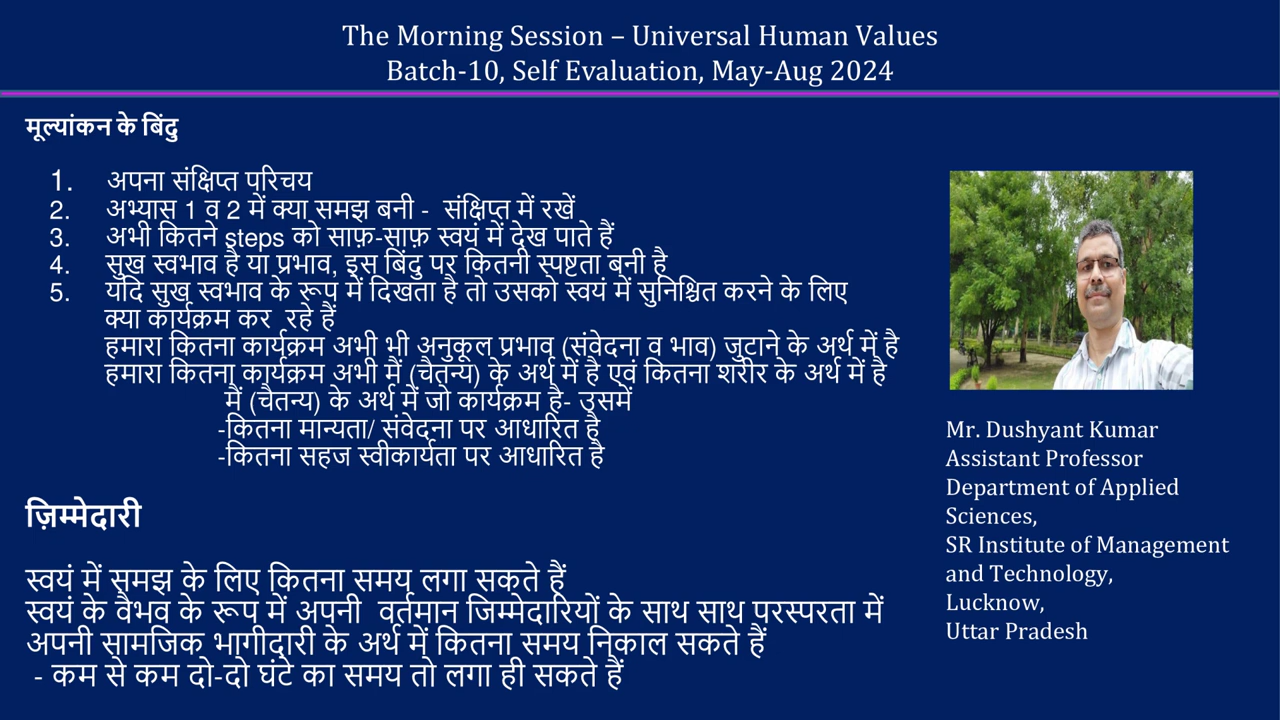 The Morning Session – Universal Human Values
Batch-10, Self Evaluation, May-Aug 2024
मूल्यांकन के बिंदु
1. अपना संक्षिप्त परिचय
2. अभ्यास 1 व 2 में क्या समझ बनी - संक्षिप्त में रखें
3. अभी कितने steps को साफ़-साफ़ स्वयं में देख पाते हैं
4. सुख स्वभाव है या प्रभाव, इस बिंदु पर कितनी स्पष्टता बनी है
5. यदि सुख स्वभाव के रूप में दिखता है तो उसको स्वयं में सुनिश्चित करने के लिए
क्या कार्यक्रम कर रहे हैं
हमारा कितना कार्यक्रम अभी भी अनुकूल प्रभाव (संवेदना व भाव) जुटाने के अर्थ में है
हमारा कितना कार्यक्रम अभी मैं (चैतन्य) के अर्थ में है एवं कितना शरीर के अर्थ में है
मैं (चैतन्य) के अर्थ में जो कार्यक्रम है- उसमें
-कितना मान्यता/ संवेदना पर आधारित है
-कितना सहज स्वीकार्यता पर आधारित है
ज़िम्मेदारी
स्वयं में समझ के लिए कितना समय लगा सकते हैं
स्वयं के वैभव के रूप में अपनी वर्तमान जिम्मेदारियों के साथ साथ परस्परता में
अपनी सामजिक भागीदारी के अर्थ में कितना समय निकाल सकते हैं
- कम से कम दो-दो घंटे का समय तो लगा ही सकते हैं
Mr. Dushyant Kumar
Assistant Professor
Department of Applied
Sciences,
SR Institute of Management
and Technology,
Lucknow,
Uttar Pradesh